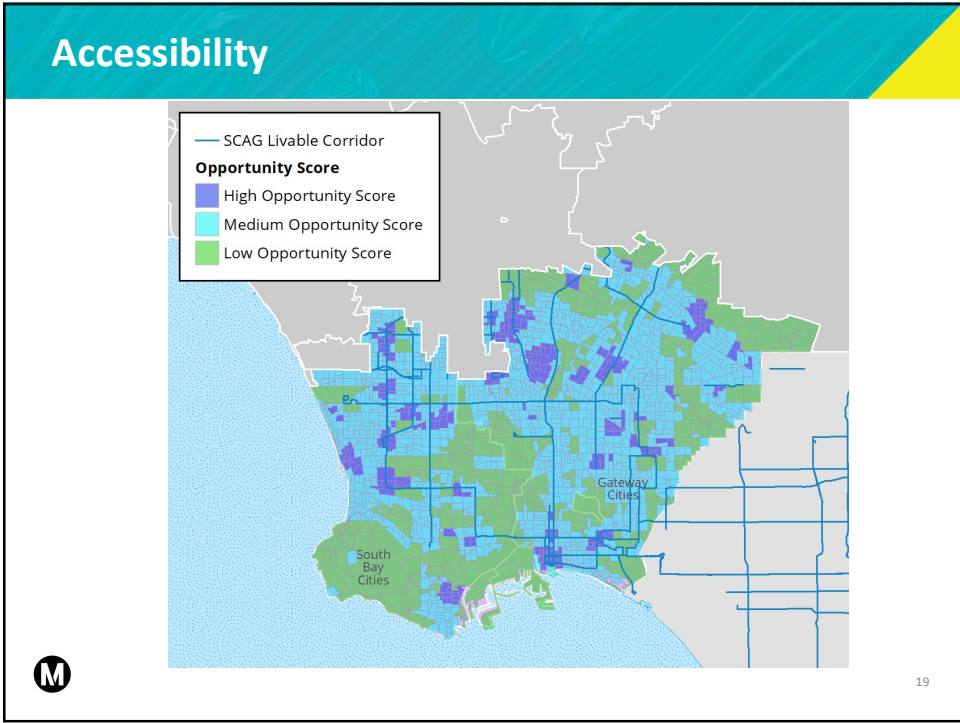 Accessibility
SCAG Livable Corridor
Opportunity Score
High Opportunity Score
Medium Opportunity Score
Low Opportunity Score
Gateway
Cities
South
Bay
Cities
M
19